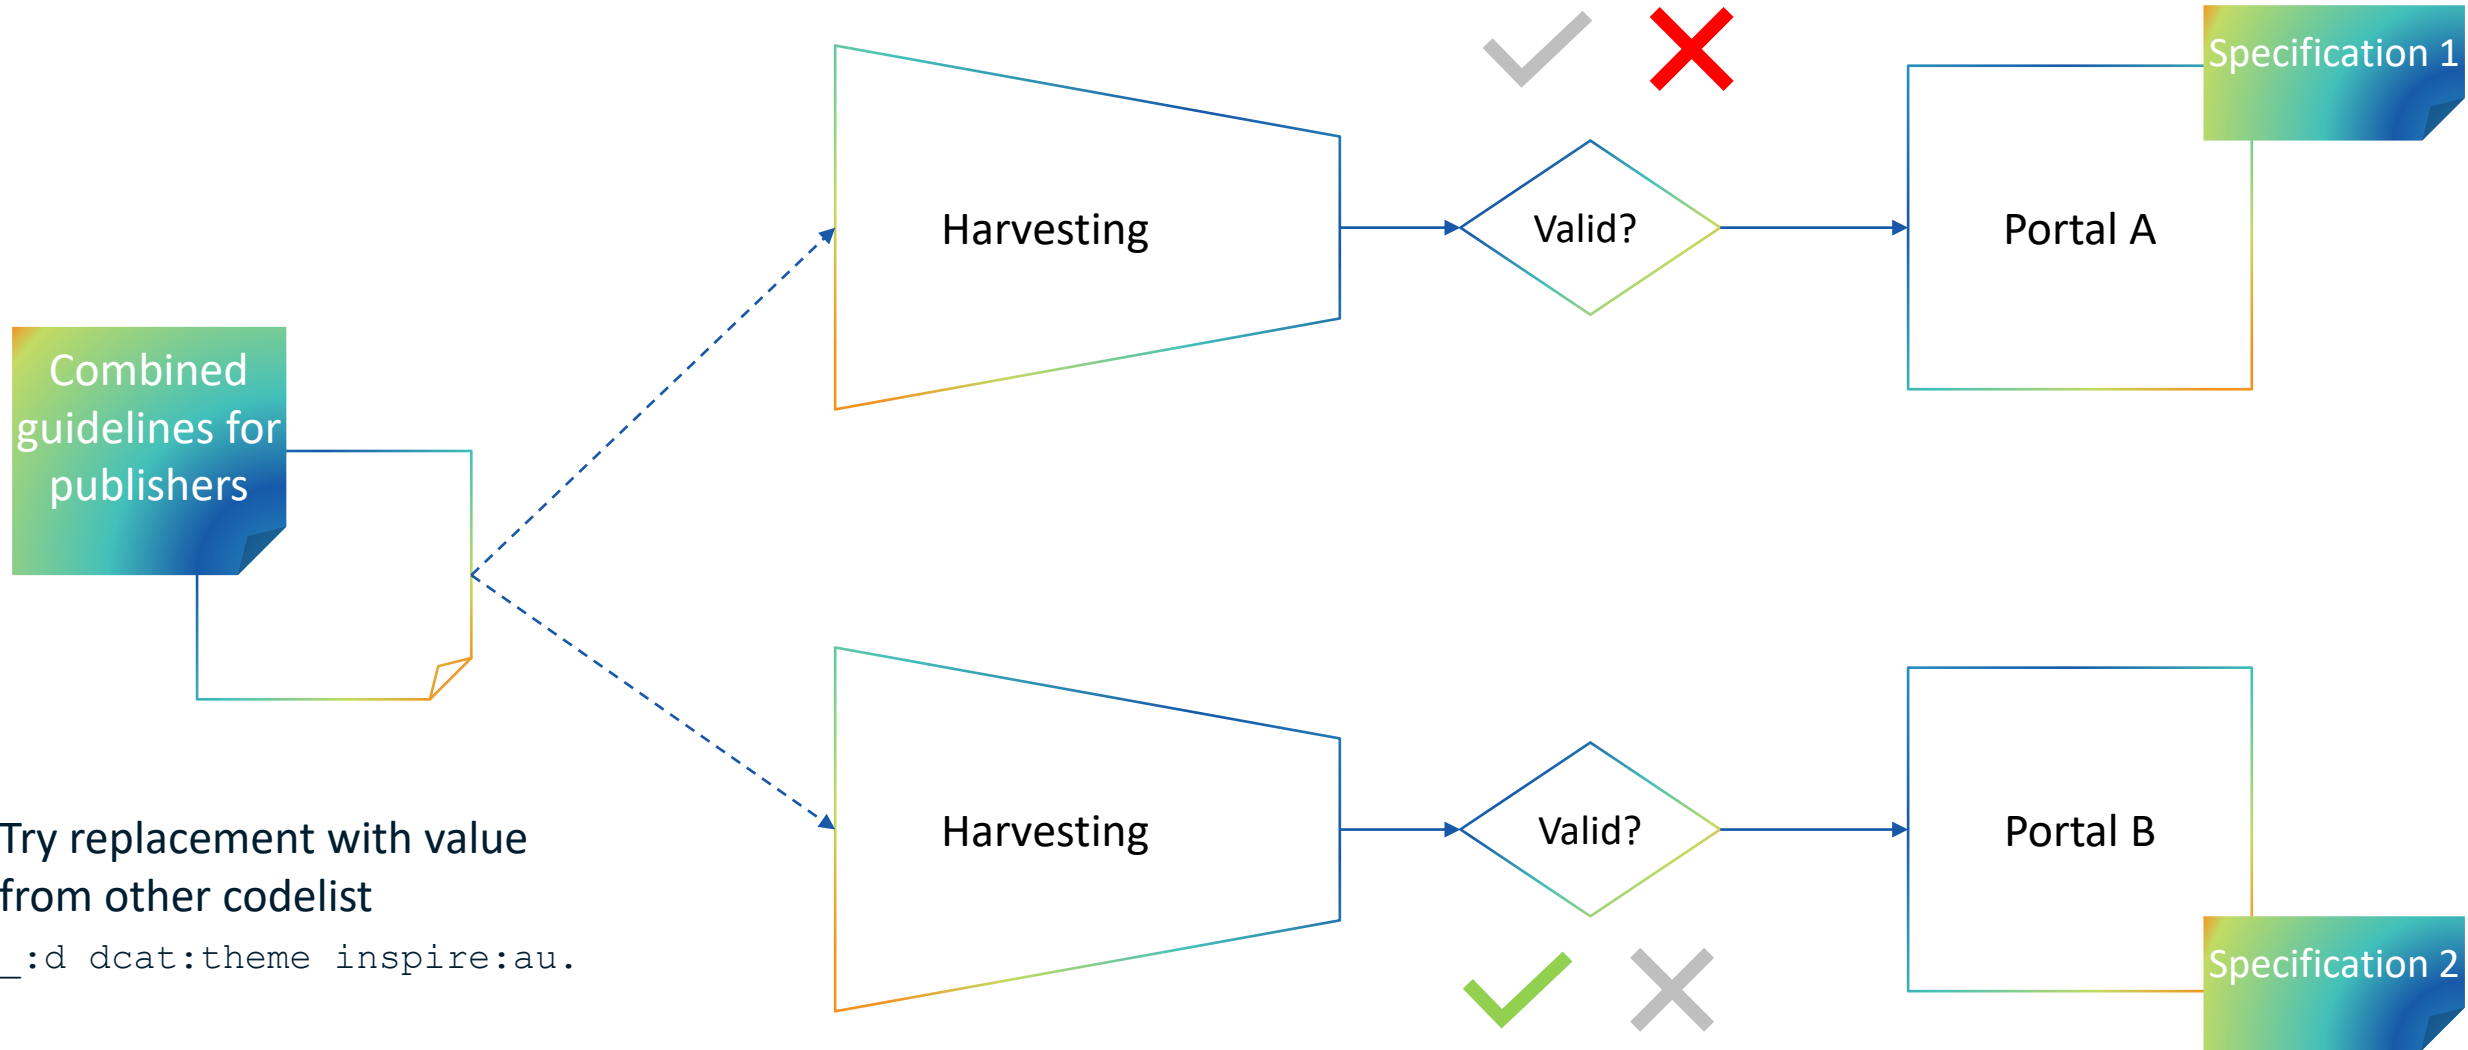 Specification 1
Harvesting
Valid?
Portal A
Combined
guidelines for
publishers
Harvesting
Valid?
Portal B
Try replacement with value
from other codelist
_:d dcat:theme inspire:au.
Specification 2